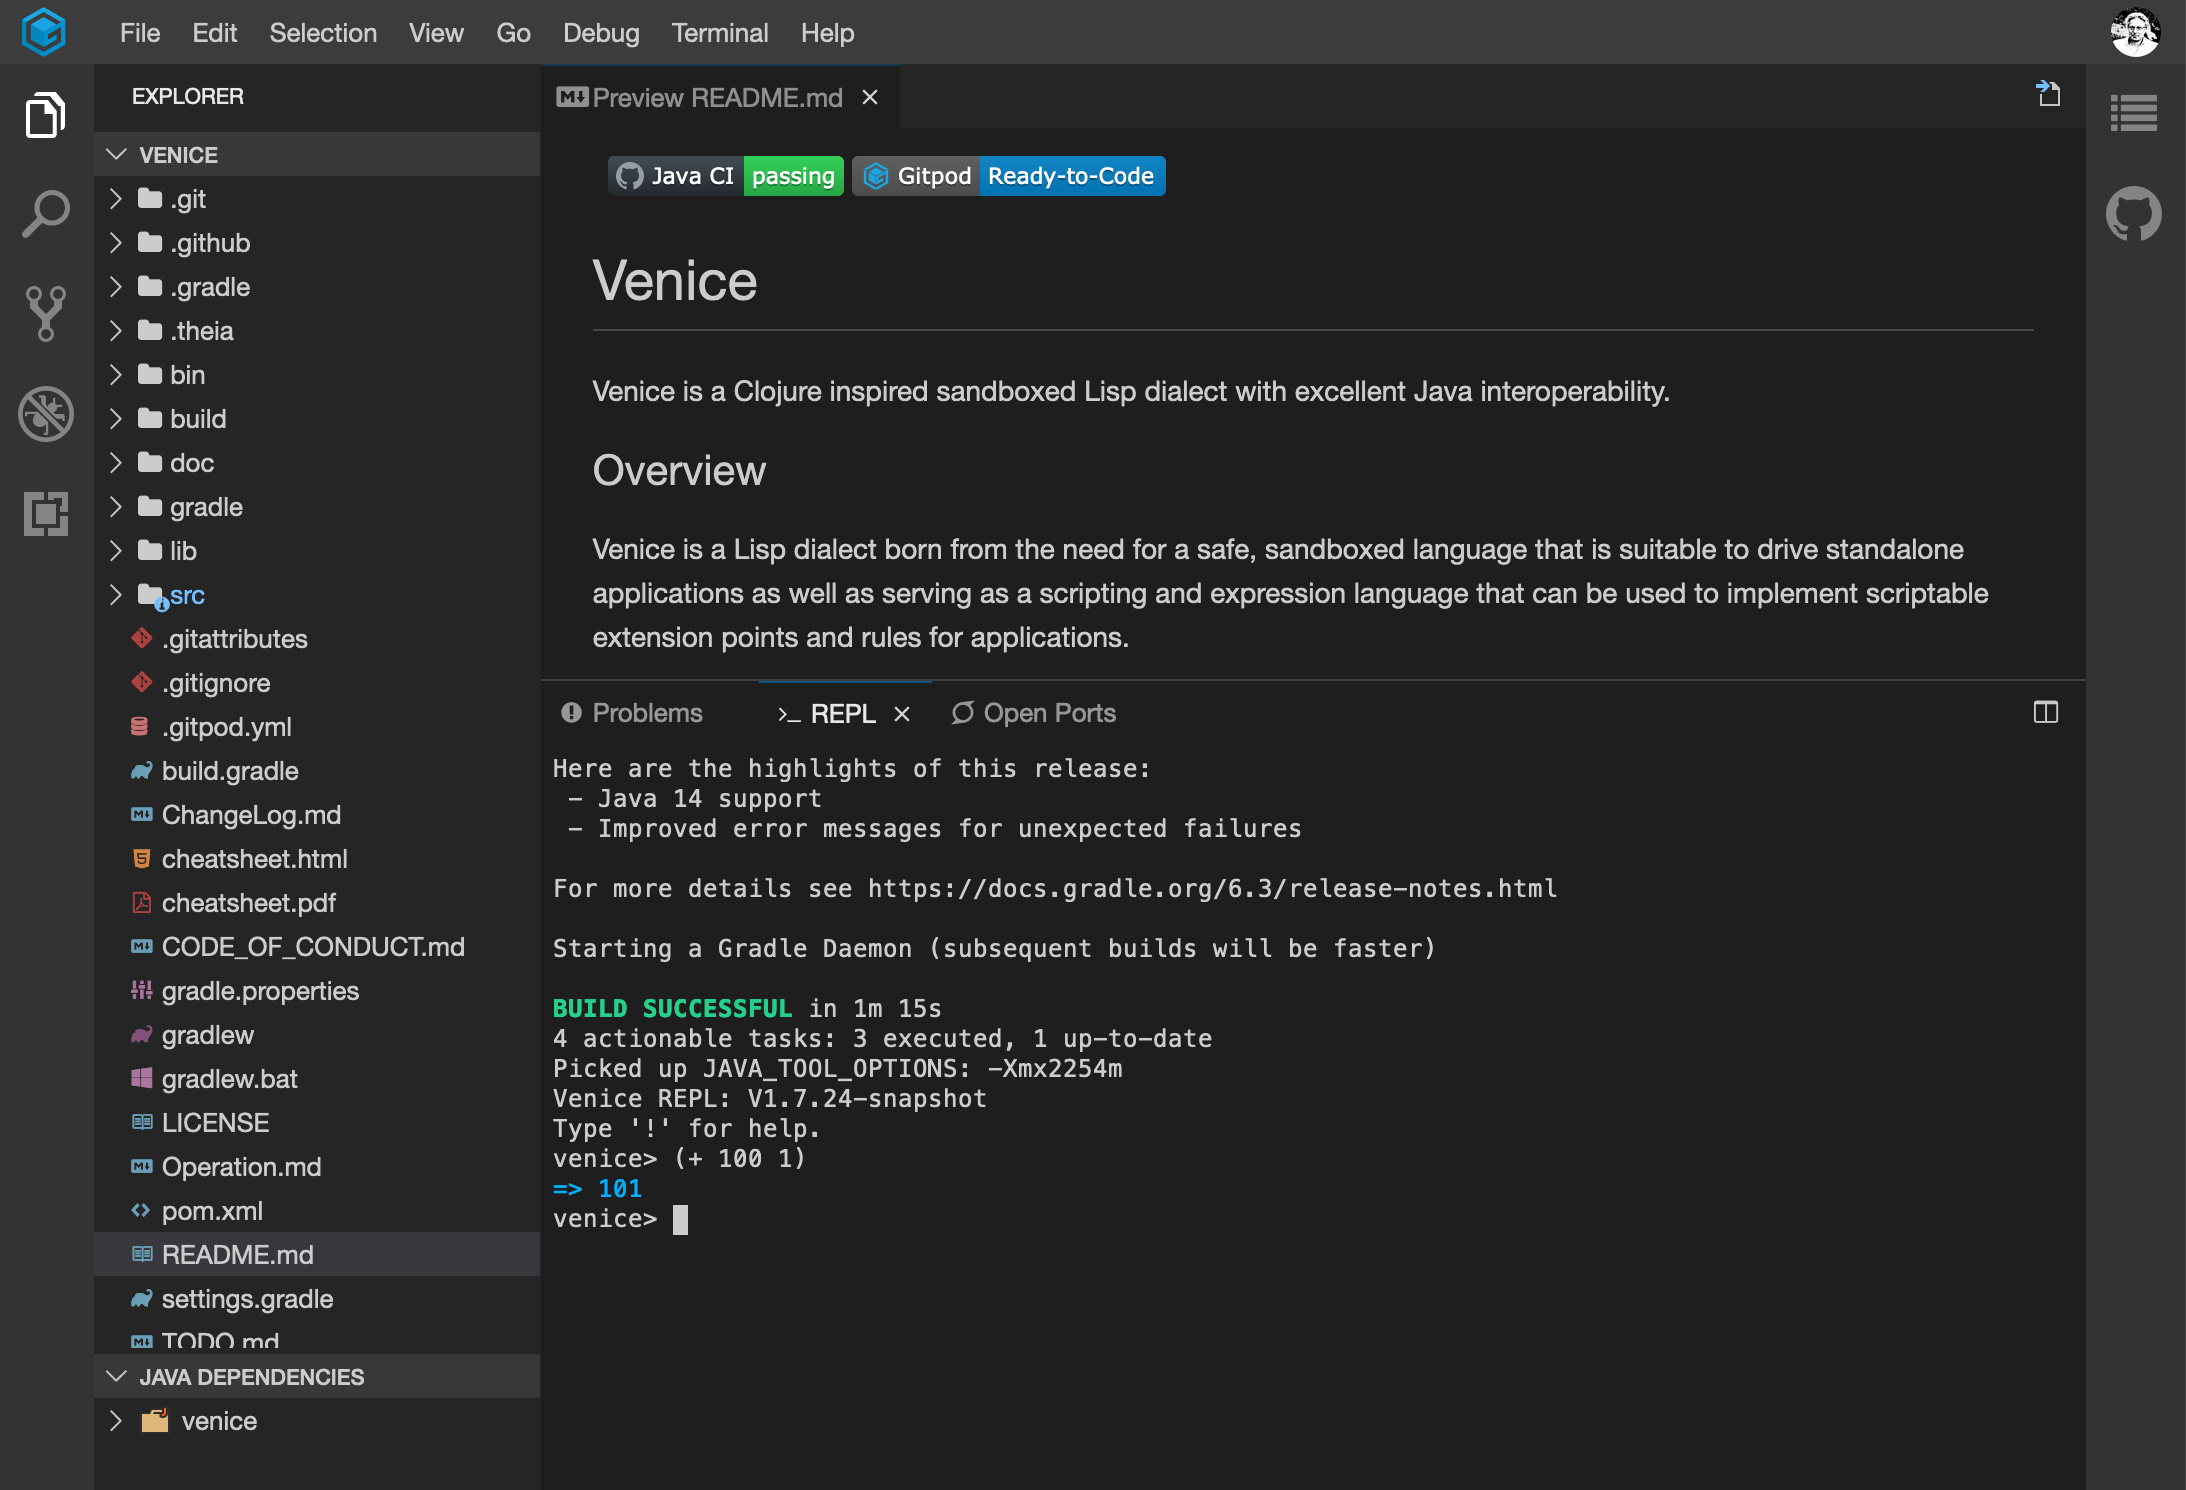 File Edit Selection View Go Debug Terminal Help
EXPLORER
VENICE
.git
.github
.gradle
.theia
bin
build
doc
gradle
lib
src
.gitattributes
.gitignore
.gitpod.yml
build.gradle
ChangeLog.md
cheatsheet.html
cheatsheet.pdf
CODE_OF_CONDUCT.md
gradle.properties
gradlew
gradlew.bat
LICENSE
Operation.md
pom.xml
README.md
settings.gradle
TODO.md
JAVA DEPENDENCIES
venice
Preview README.md
Java CI passing Gitpod Ready-to-Code
Venice
Venice is a Clojure inspired sandboxed Lisp dialect with excellent Java interoperability.
Overview
Venice is a Lisp dialect born from the need for a safe, sandboxed language that is suitable to drive standalone
applications as well as serving as a scripting and expression language that can be used to implement scriptable
extension points and rules for applications.
Problems >_ REPL Open Ports
Here are the highlights of this release:
- Java 14 support
- Improved error messages for unexpected failures
For more details see https://docs.gradle.org/6.3/release-notes.html
Starting a Gradle Daemon (subsequent builds will be faster)
BUILD SUCCESSFUL in 1m 15s
4 actionable tasks: 3 executed, 1 up-to-date
Picked up JAVA_TOOL_OPTIONS: -Xmx2254m
Venice REPL: V1.7.24-snapshot
Type '!' for help.
venice> (+ 100 1)
=> 101
venice>